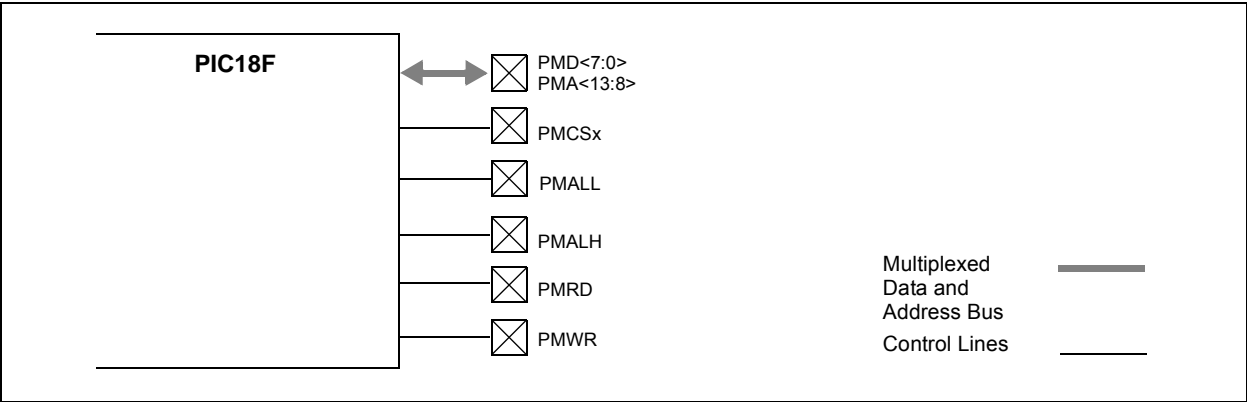 PIC18F
PMD<7:0>
PMA<13:8>
PMCSx
PMALL
PMALH
PMRD
PMWR
Multiplexed
Data and
Address Bus
Control Lines